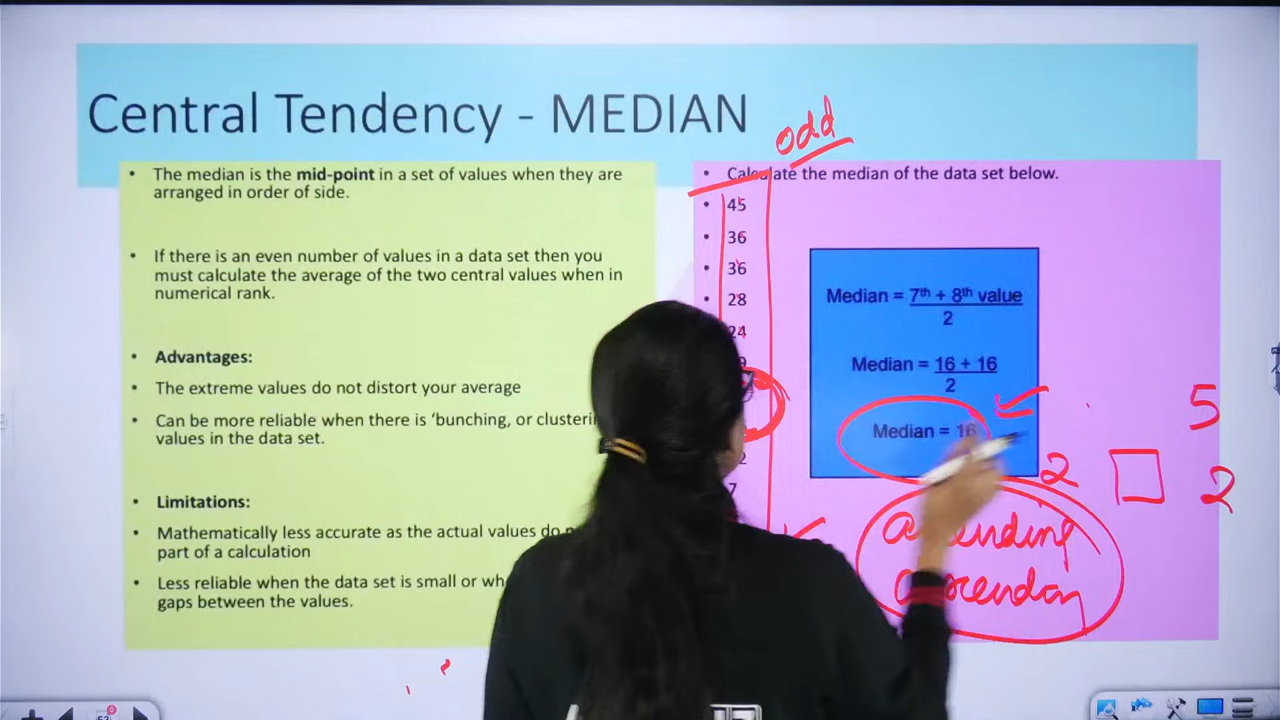 Central Tendency - MEDIAN
odd
• The median is the mid-point in a set of values when they are
arranged in order of side.
• If there is an even number of values in a data set then you
must calculate the average of the two central values when in
numerical rank.
• Advantages:
• The extreme values do not distort your average
• Can be more reliable when there is ‘bunching, or clusteri
values in the data set.
• Limitations:
• Mathematically less accurate as the actual values do
part of a calculation
• Less reliable when the data set is small or wh
gaps between the values.
• Calculate the median of the data set below.
• 45
• 36
• 36
• 28
24
9
2
7
Median = 7th + 8th value
2
Median = 16 + 16
2
Median = 16
5
2
2
53